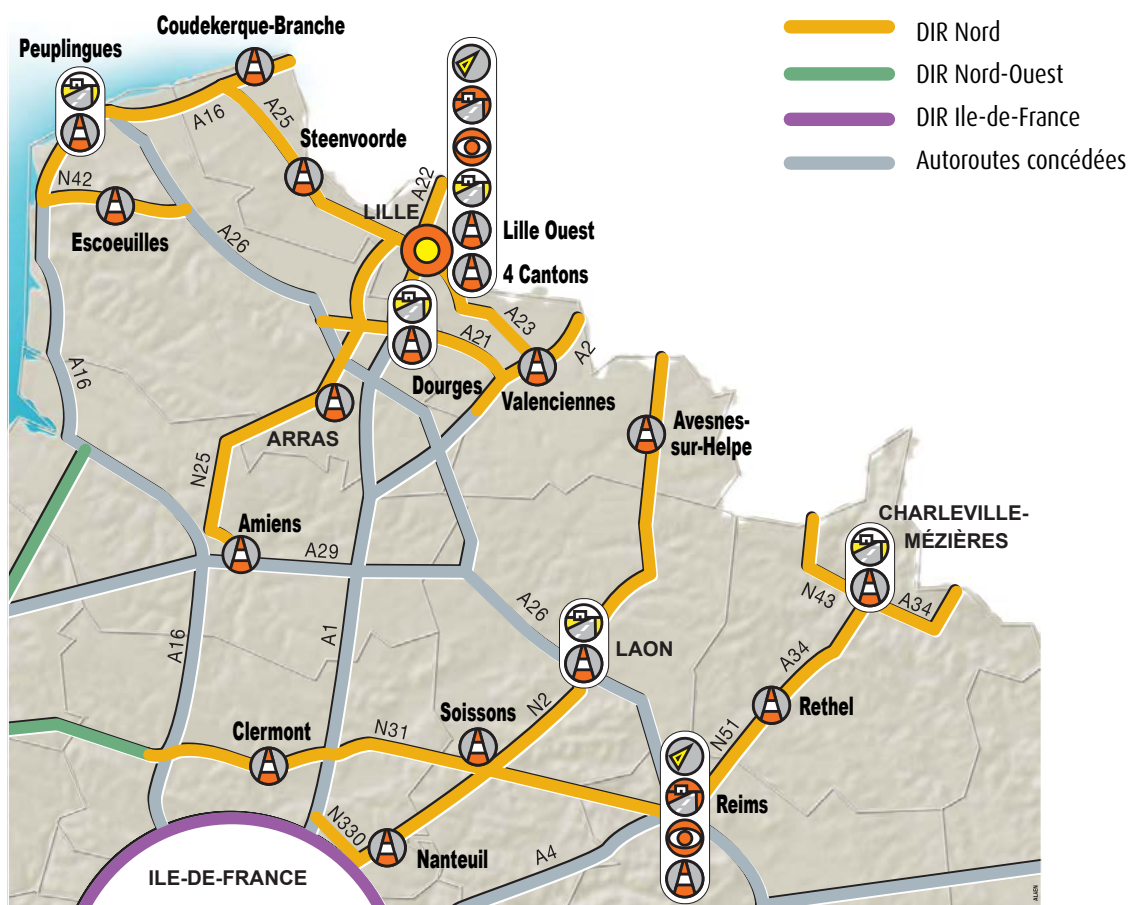 DIR Nord
DIR Nord-Ouest
DIR Ile-de-France
Autoroutes concédées
Coudekerque-Branche
Peuplingues
A16
A25
Steenvoorde
N42
Escoeuilles
A26
LILLE
A22
Lille Ouest
4 Cantons
A16
A21
A23
A2
Dourges
Valenciennes
ARRAS
N25
Avesnes-
sur-Helpe
Amiens
A29
CHARLEVILLE-
MÉZIÈRES
N43
A34
A26
LAON
A16
A1
A34
Rethel
N51
Clermont
N31
Soissons
N2
Reims
N330
Nanteuil
A4
ILE-DE-FRANCE